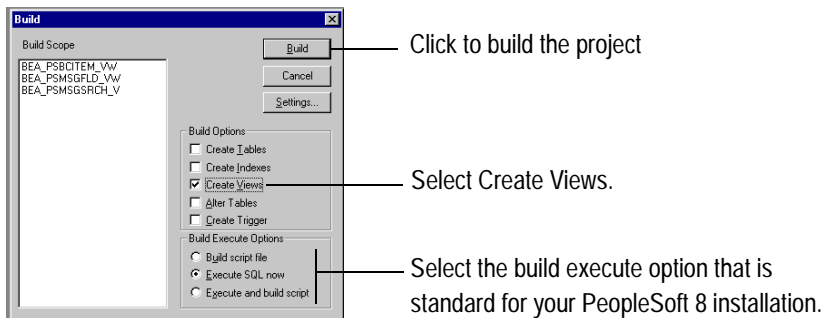 Build
Build Scope
BEA_PSBCITEM_VW
BEA_PSMSGFLD_VW
BEA_PSMSGSRCH_V
Build
Cancel
Settings...
Build Options
Create Tables
Create Indexes
Create Views
Alter Tables
Create Trigger
Build Execute Options
Build script file
Execute SQL now
Execute and build script
Click to build the project
Select Create Views.
Select the build execute option that is
standard for your PeopleSoft 8 installation.